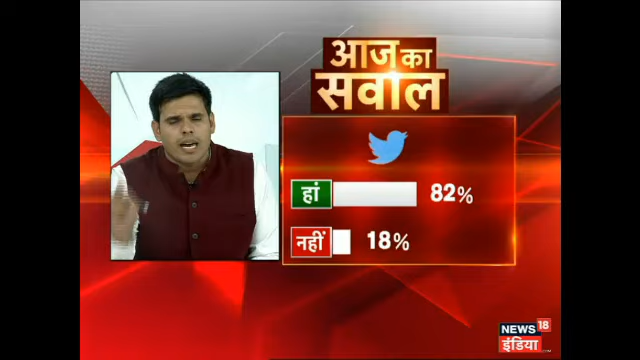 आज का
सवाल
हां 82%
नहीं 18%
NEWS 18
इंडिया